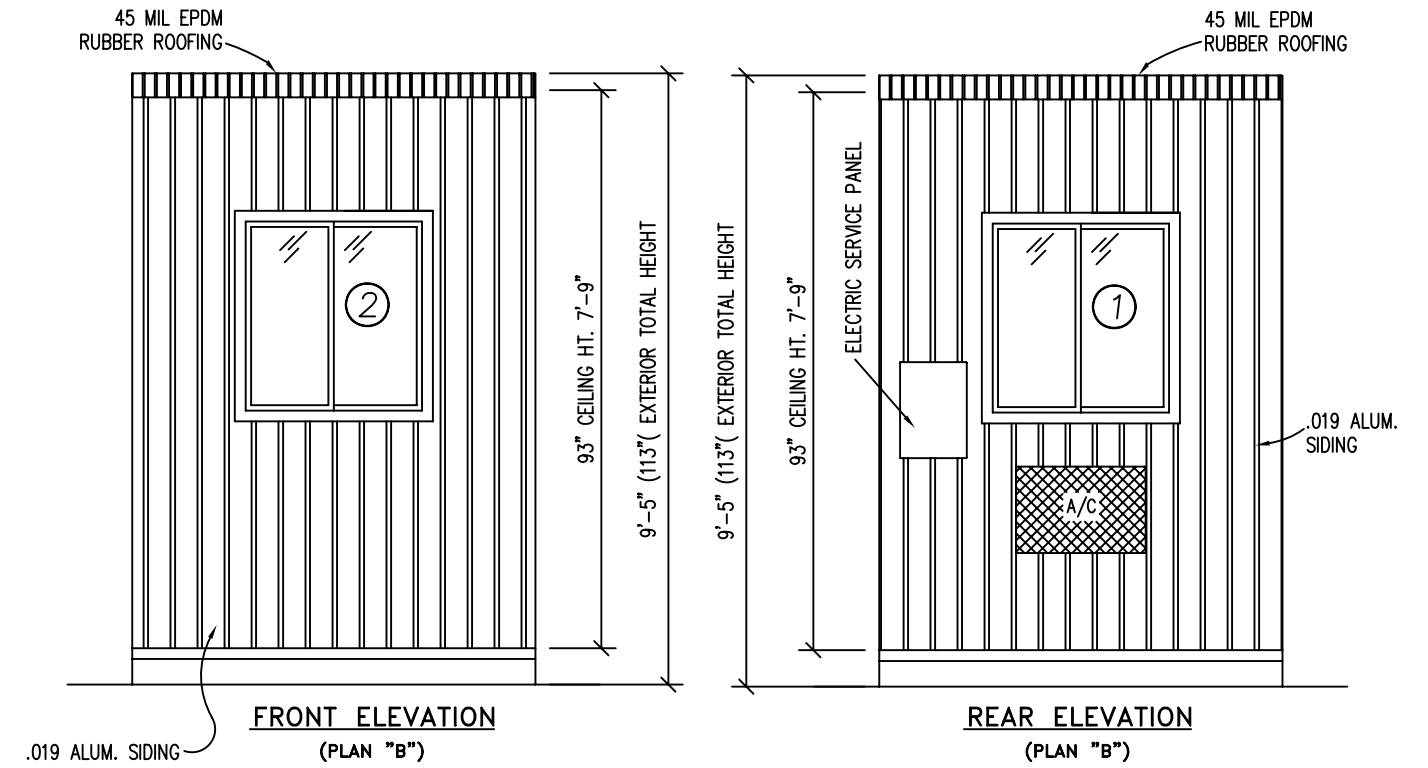 45 MIL EPDM
RUBBER ROOFING
2
93" CEILING HT. 7'-9"
9'-5" (113"( EXTERIOR TOTAL HEIGHT
.019 ALUM. SIDING
FRONT ELEVATION
(PLAN "B")
45 MIL EPDM
RUBBER ROOFING
9'-5" (113"( EXTERIOR TOTAL HEIGHT
93" CEILING HT. 7'-9"
ELECTRIC SERVICE PANEL
1
A/C
.019 ALUM.
SIDING
REAR ELEVATION
(PLAN "B")